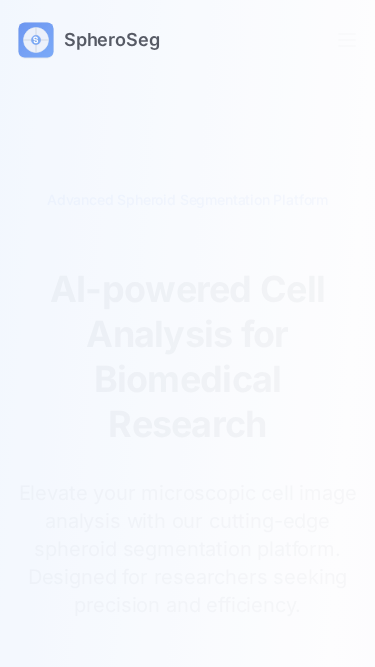 SpheroSeg
Advanced Spheroid Segmentation Platform
AI-powered Cell
Analysis for
Biomedical
Research
Elevate your microscopic cell image
analysis with our cutting-edge
spheroid segmentation platform.
Designed for researchers seeking
precision and efficiency.